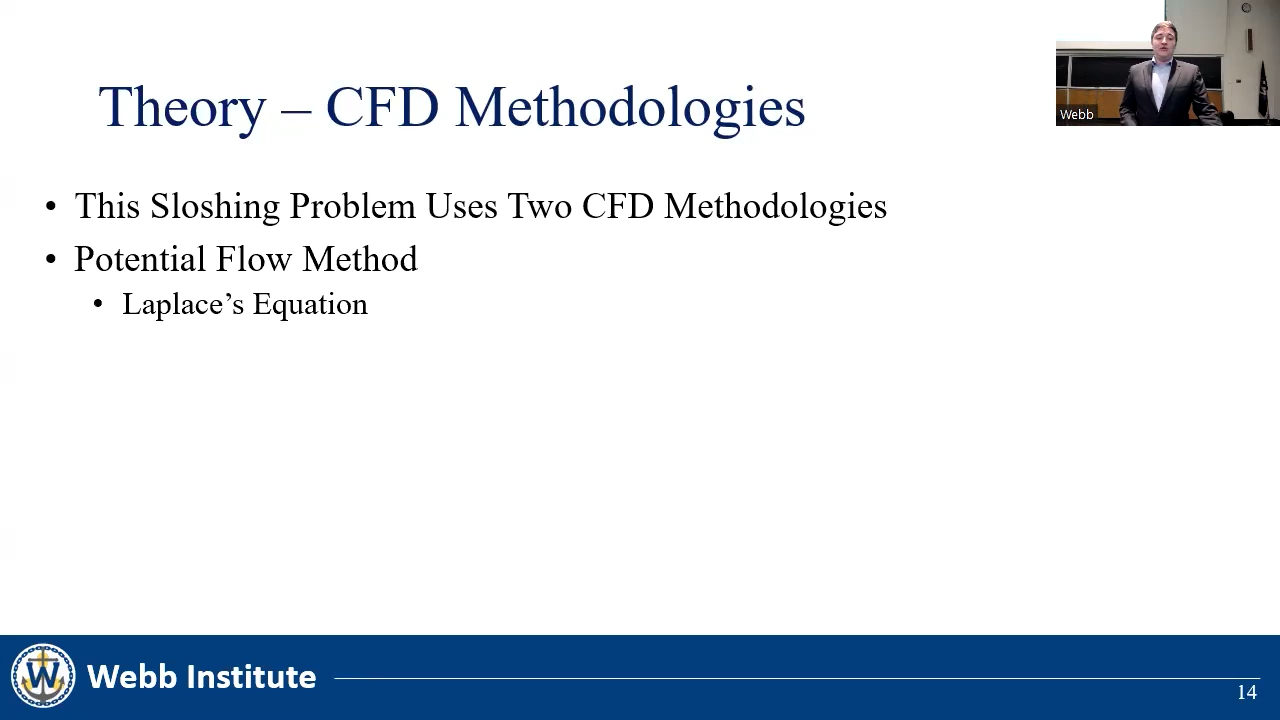 Theory – CFD Methodologies
Webb
• This Sloshing Problem Uses Two CFD Methodologies
• Potential Flow Method
• Laplace’s Equation
W
Webb Institute
14